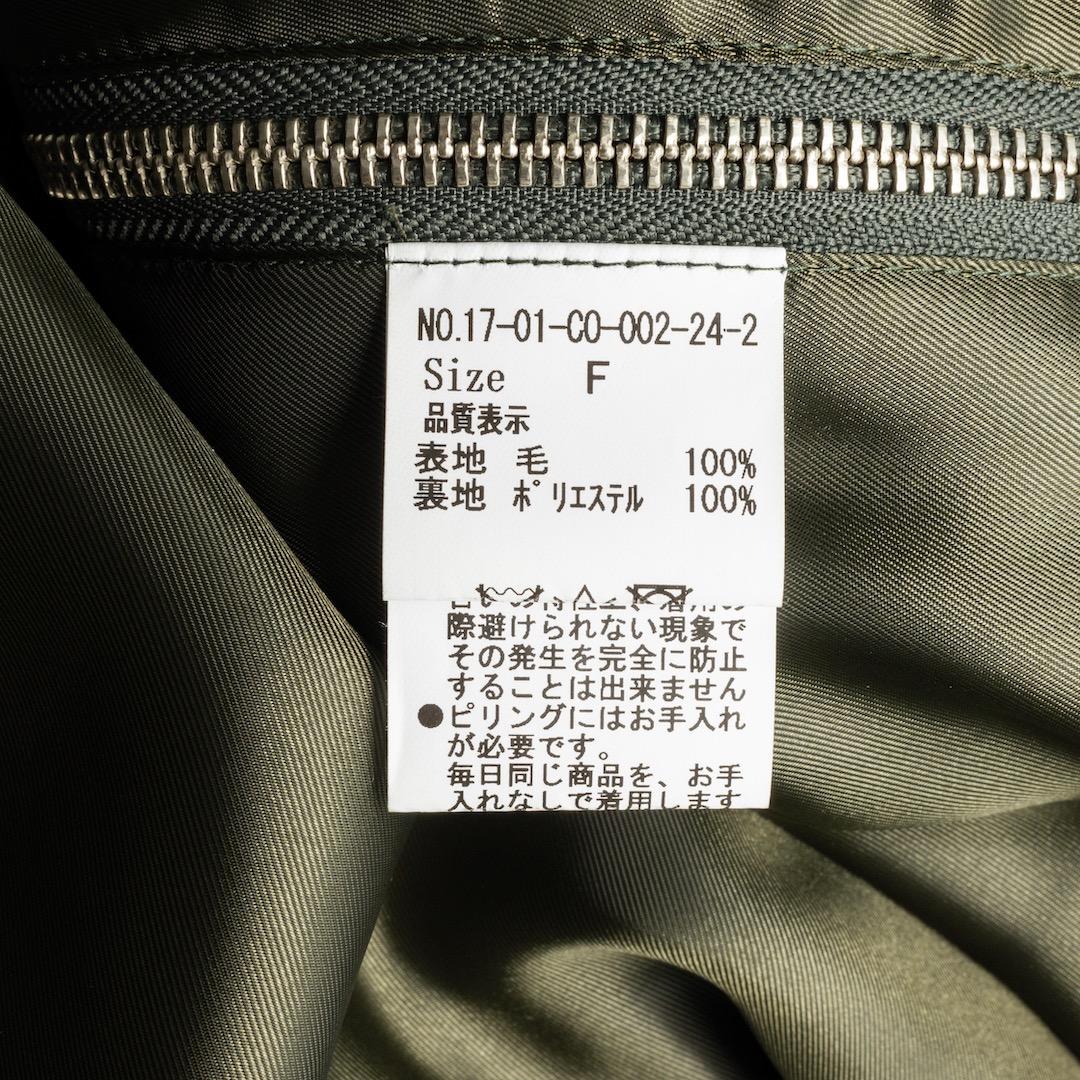 NO.17-01-CO-002-24-2
Size F
品質表示
表地 毛 100%
裏地 ポリエステル 100%
際避けられない現象で
その発生を完全に防止
することは出来ません
●ピリングにはお手入れ
が必要です。
毎日同じ商品を、お手
入れなしで着用します